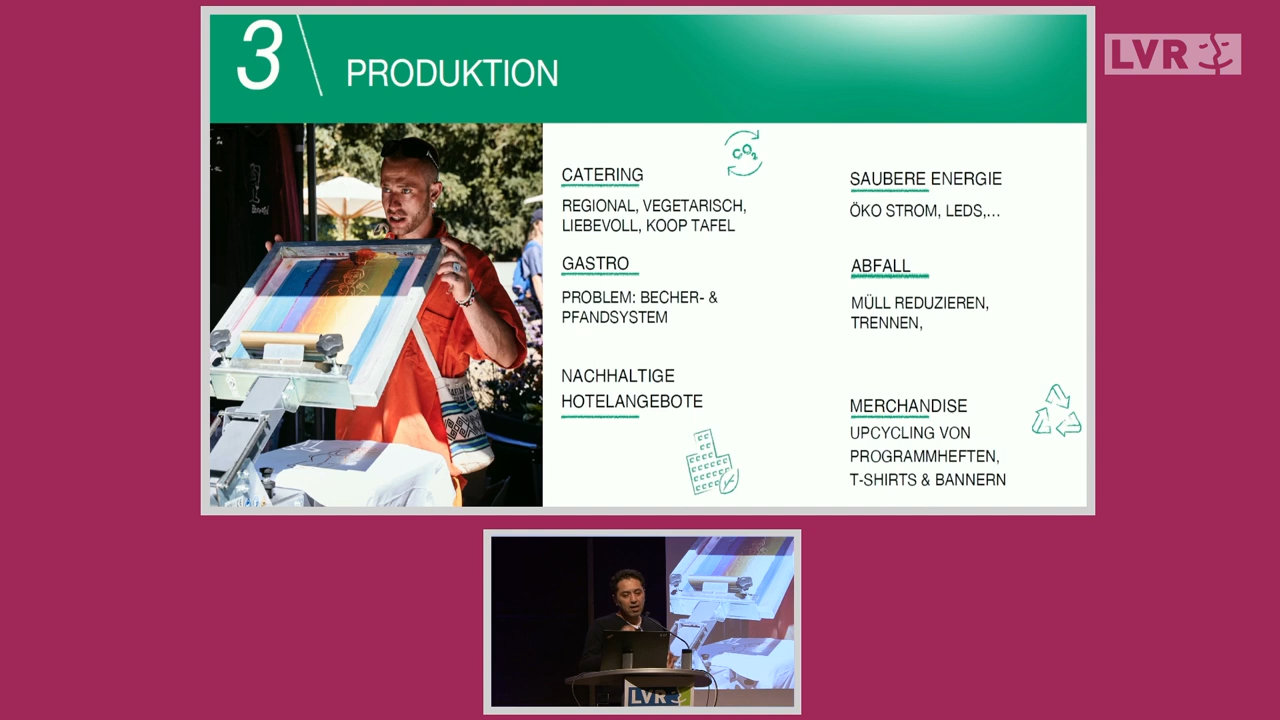 3
PRODUKTION
LVR
CATERING
REGIONAL, VEGETARISCH,
LIEBEVOLL, KOOP TAFEL
GASTRO
PROBLEM: BECHER- &
PFANDSYSTEM
NACHHALTIGE
HOTELANGEBOTE
CO₂
SAUBERE ENERGIE
ÖKO STROM, LEDS,...
ABFALL
MÜLL REDUZIEREN,
TRENNEN,
MERCHANDISE
UPCYCLING VON
PROGRAMMHEFTEN,
T-SHIRTS & BANNERN
LVR